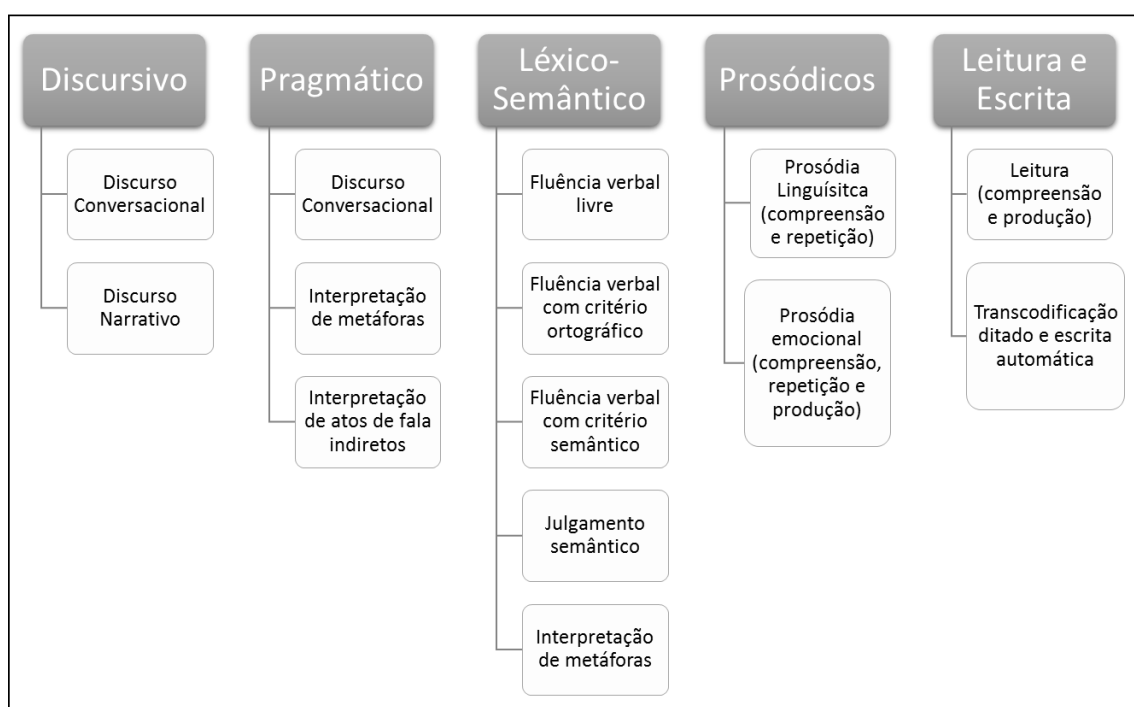 Discursivo
Discurso
Conversacional
Discurso
Narrativo
Pragmático
Discurso
Conversacional
Interpretação
de metáforas
Interpretação
de atos de fala
indiretos
Léxico-
Semântico
Fluência verbal
livre
Fluência verbal
com critério
ortográfico
Fluência verbal
com critério
semântico
Julgamento
semântico
Interpretação
de metáforas
Prosódicos
Prosódia
Linguísitca
(compreensão
e repetição)
Prosódia
emocional
(compreensão,
repetição e
produção)
Leitura e
Escrita
Leitura
(compreensão
e produção)
Transcodificação
ditado e escrita
automática